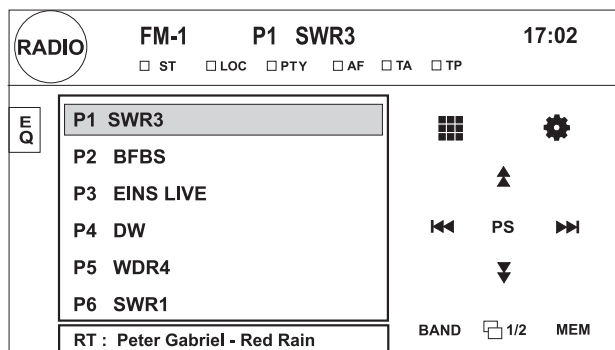 RADIO FM-1 P1 SWR3 17:02
ST LOC PTY AF TA TP
EQ
P1 SWR3
P2 BFBS
P3 EINS LIVE
P4 DW
P5 WDR4
P6 SWR1
RT : Peter Gabriel - Red Rain
PS
BAND 1/2 MEM